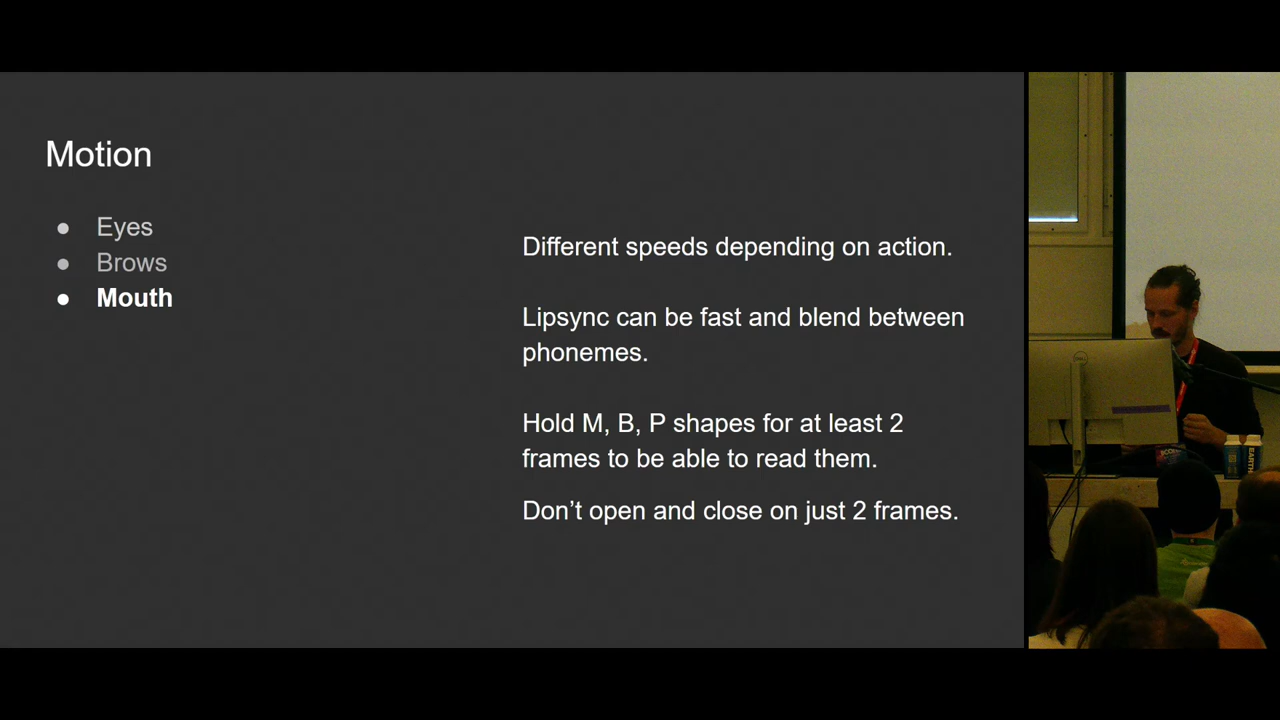 Motion
● Eyes
● Brows
● Mouth
Different speeds depending on action.
Lipsync can be fast and blend between
phonemes.
Hold M, B, P shapes for at least 2
frames to be able to read them.
Don’t open and close on just 2 frames.
DELL
EARTH